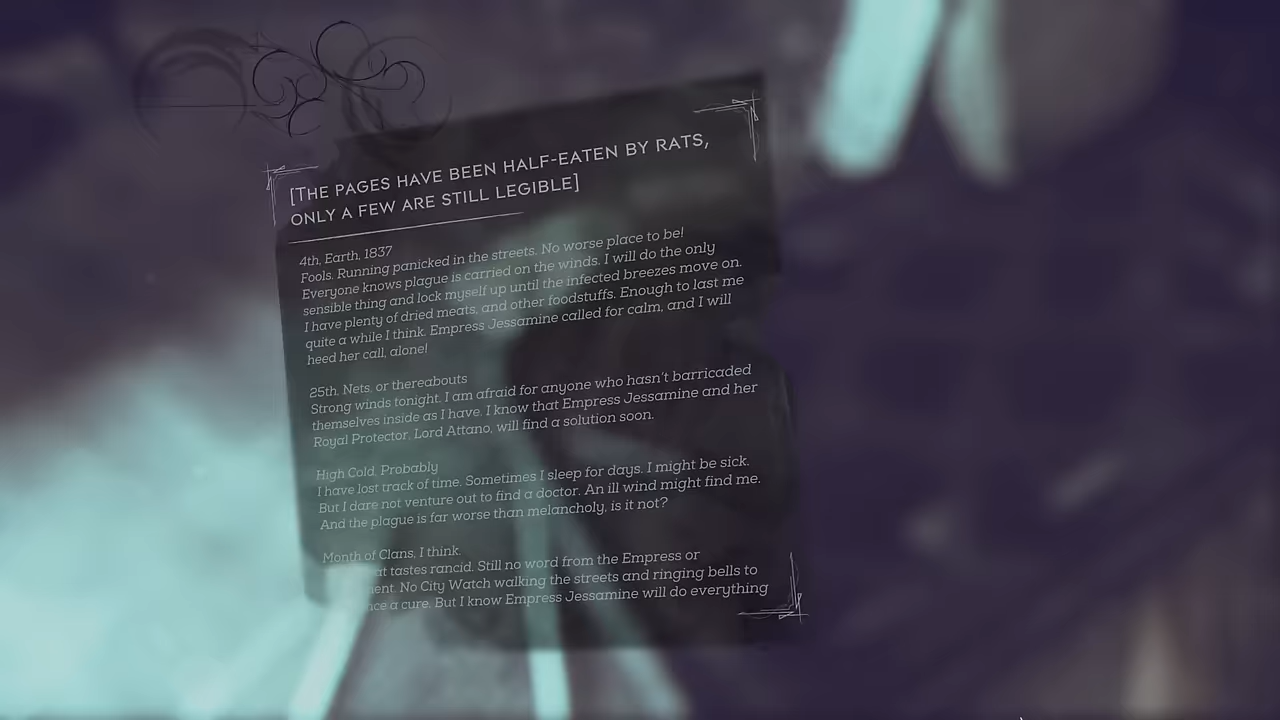 [THE PAGES HAVE BEEN HALF-EATEN BY RATS,
ONLY A FEW ARE STILL LEGIBLE]
4th, Earth, 1837
Fools. Running panicked in the streets. No worse place to be!
Everyone knows plague is carried on the winds. I will do the only
sensible thing and lock myself up until the infected breezes move on.
I have plenty of dried meats, and other foodstuffs. Enough to last me
quite a while I think. Empress Jessamine called for calm, and I will
heed her call, alone!
25th, Nets, or thereabouts
Strong winds tonight. I am afraid for anyone who hasn't barricaded
themselves inside as I have. I know that Empress Jessamine and her
Royal Protector, Lord Attano, will find a solution soon.
High Cold, Probably
I have lost track of time. Sometimes I sleep for days. I might be sick.
But I dare not venture out to find a doctor. An ill wind might find me.
And the plague is far worse than melancholy, is it not?
Month of Clans, I think.
tastes rancid. Still no word from the Empress or
No City Watch walking the streets and ringing bells to
a cure. But I know Empress Jessamine will do everything